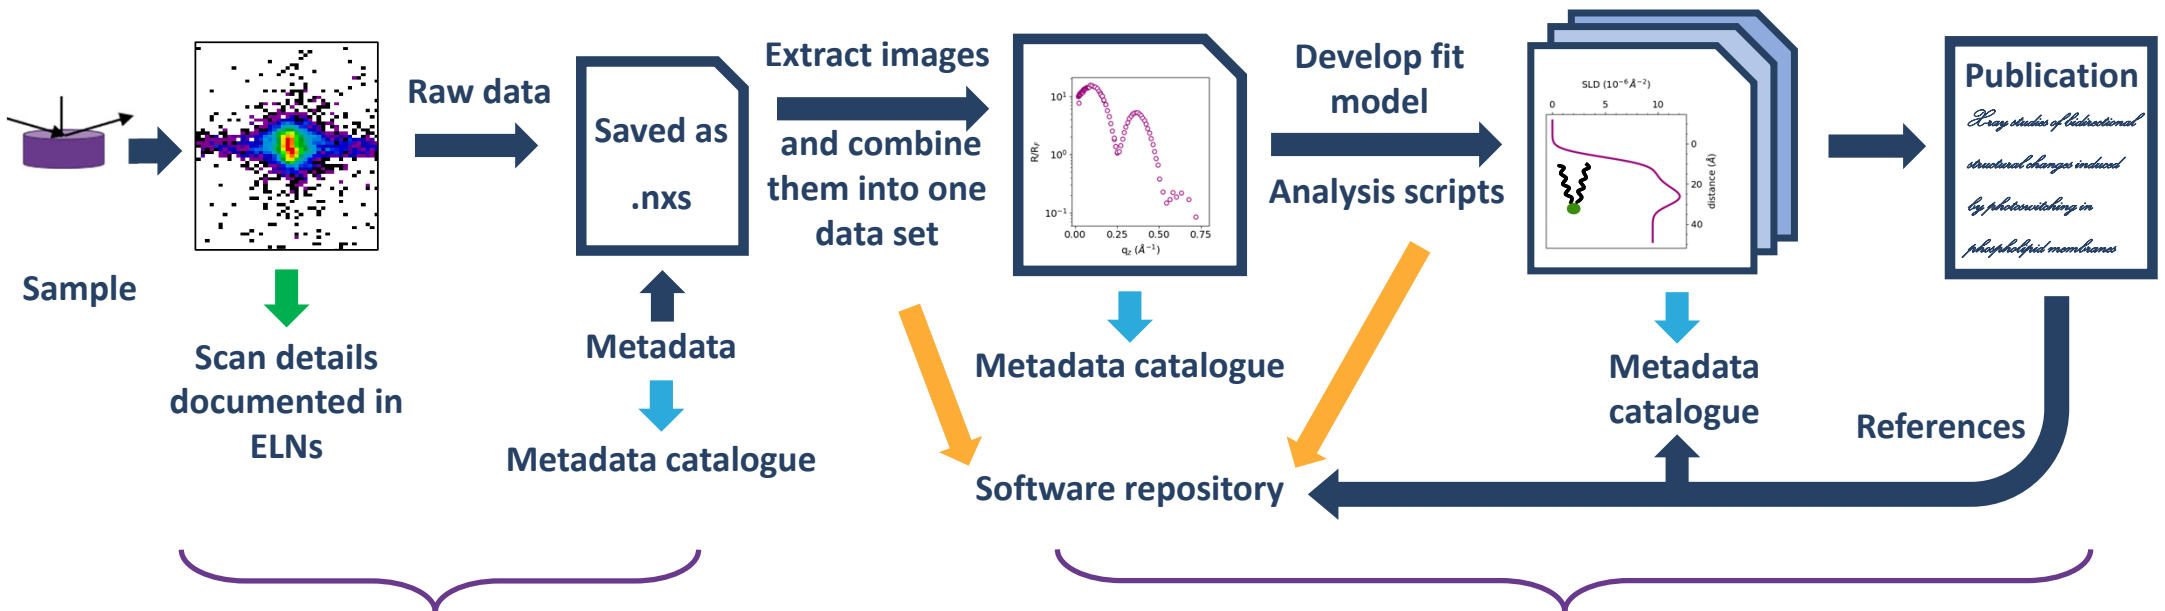 Sample
Scan details
documented in
ELNs
Raw data
Saved as
.nxs
Metadata
Metadata catalogue
Extract images
and combine
them into one
data set
10¹
10⁰
10⁻¹
R/R_F
0.00 0.25 0.50 0.75
q_z (Å⁻¹)
Metadata catalogue
Software repository
Develop fit
model
Analysis scripts
SLD (10⁻⁶ Å⁻²)
0 5 10
0
20
40
distance (Å)
Metadata
catalogue
Publication
X-ray studies of bidirectional
structural changes induced
by photoswitching in
phospholipid membranes
References